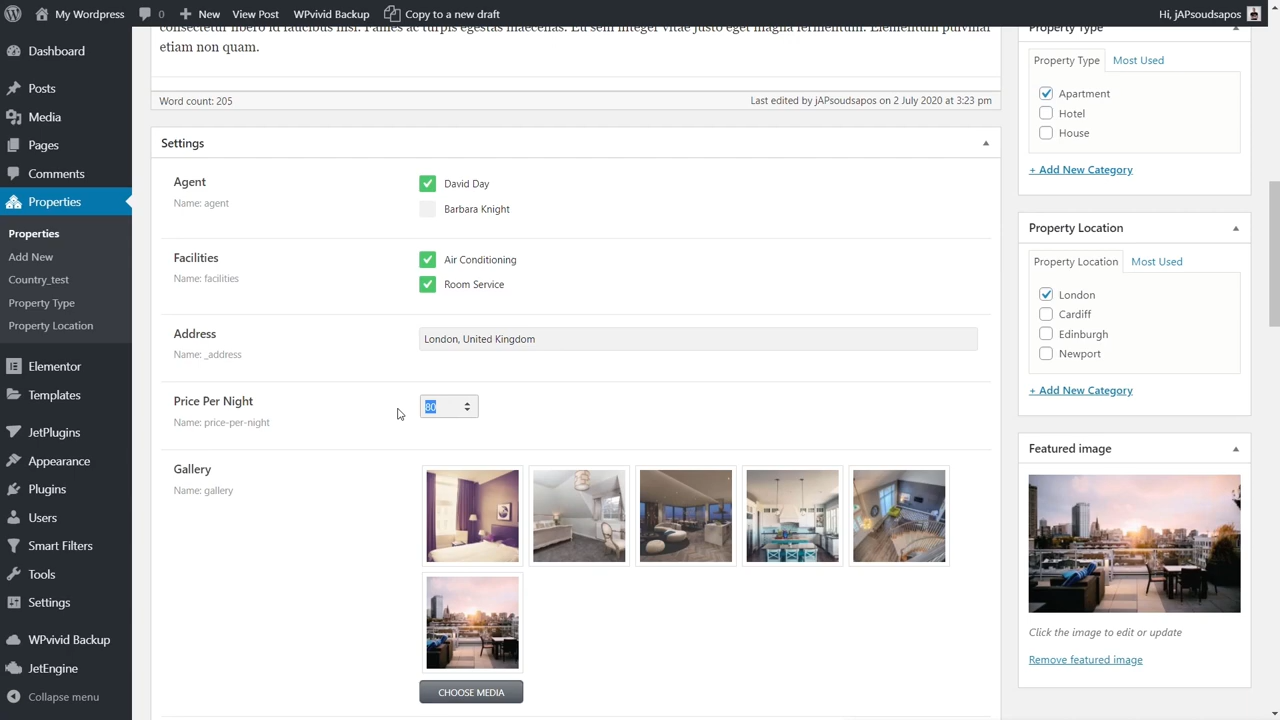 My Wordpress
0
New
View Post
WPvivid Backup
Copy to a new draft
Hi, jAPsoudsapos
Dashboard
Posts
Media
Pages
Comments
Properties
Properties
Add New
Country_test
Property Type
Property Location
Elementor
Templates
JetPlugins
Appearance
Plugins
Users
Smart Filters
Tools
Settings
WPvivid Backup
JetEngine
Collapse menu
consectetur libero id faucibus nisl. Fames ac turpis egestas maecenas. Eu sem integer vitae justo eget magna fermentum. Elementum pulvinar
etiam non quam.
Word count: 205
Last edited by jAPsoudsapos on 2 July 2020 at 3:23 pm
Settings
Agent
Name: agent
David Day
Barbara Knight
Facilities
Name: facilities
Air Conditioning
Room Service
Address
Name: _address
London, United Kingdom
Price Per Night
Name: price-per-night
80
Gallery
Name: gallery
CHOOSE MEDIA
Property Type
Property Type
Most Used
Apartment
Hotel
House
+ Add New Category
Property Location
Property Location
Most Used
London
Cardiff
Edinburgh
Newport
+ Add New Category
Featured image
Click the image to edit or update
Remove featured image